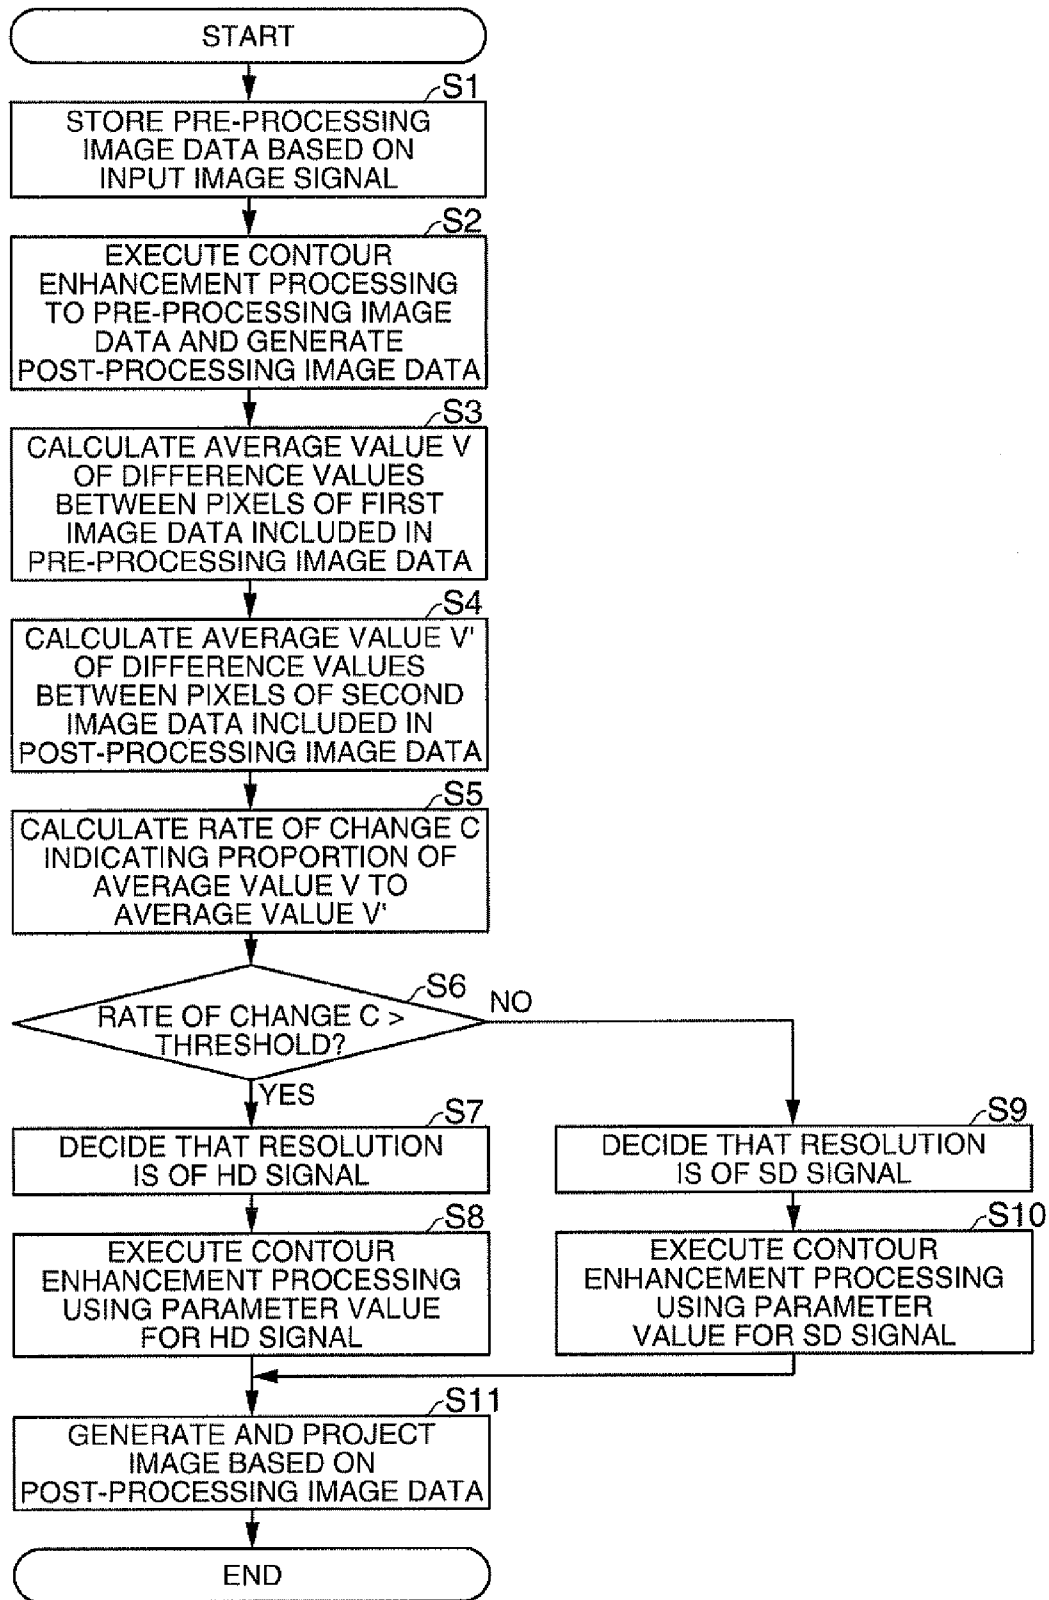 START
S1
STORE PRE-PROCESSING
IMAGE DATA BASED ON
INPUT IMAGE SIGNAL
S2
EXECUTE CONTOUR
ENHANCEMENT PROCESSING
TO PRE-PROCESSING IMAGE
DATA AND GENERATE
POST-PROCESSING IMAGE DATA
S3
CALCULATE AVERAGE VALUE V
OF DIFFERENCE VALUES
BETWEEN PIXELS OF FIRST
IMAGE DATA INCLUDED IN
PRE-PROCESSING IMAGE DATA
S4
CALCULATE AVERAGE VALUE V'
OF DIFFERENCE VALUES
BETWEEN PIXELS OF SECOND
IMAGE DATA INCLUDED IN
POST-PROCESSING IMAGE DATA
S5
CALCULATE RATE OF CHANGE C
INDICATING PROPORTION OF
AVERAGE VALUE V TO
AVERAGE VALUE V'
S6
RATE OF CHANGE C >
THRESHOLD?
NO
YES
S7
DECIDE THAT RESOLUTION
IS OF HD SIGNAL
S8
EXECUTE CONTOUR
ENHANCEMENT PROCESSING
USING PARAMETER VALUE
FOR HD SIGNAL
S9
DECIDE THAT RESOLUTION
IS OF SD SIGNAL
S10
EXECUTE CONTOUR
ENHANCEMENT PROCESSING
USING PARAMETER
VALUE FOR SD SIGNAL
S11
GENERATE AND PROJECT
IMAGE BASED ON
POST-PROCESSING IMAGE DATA
END